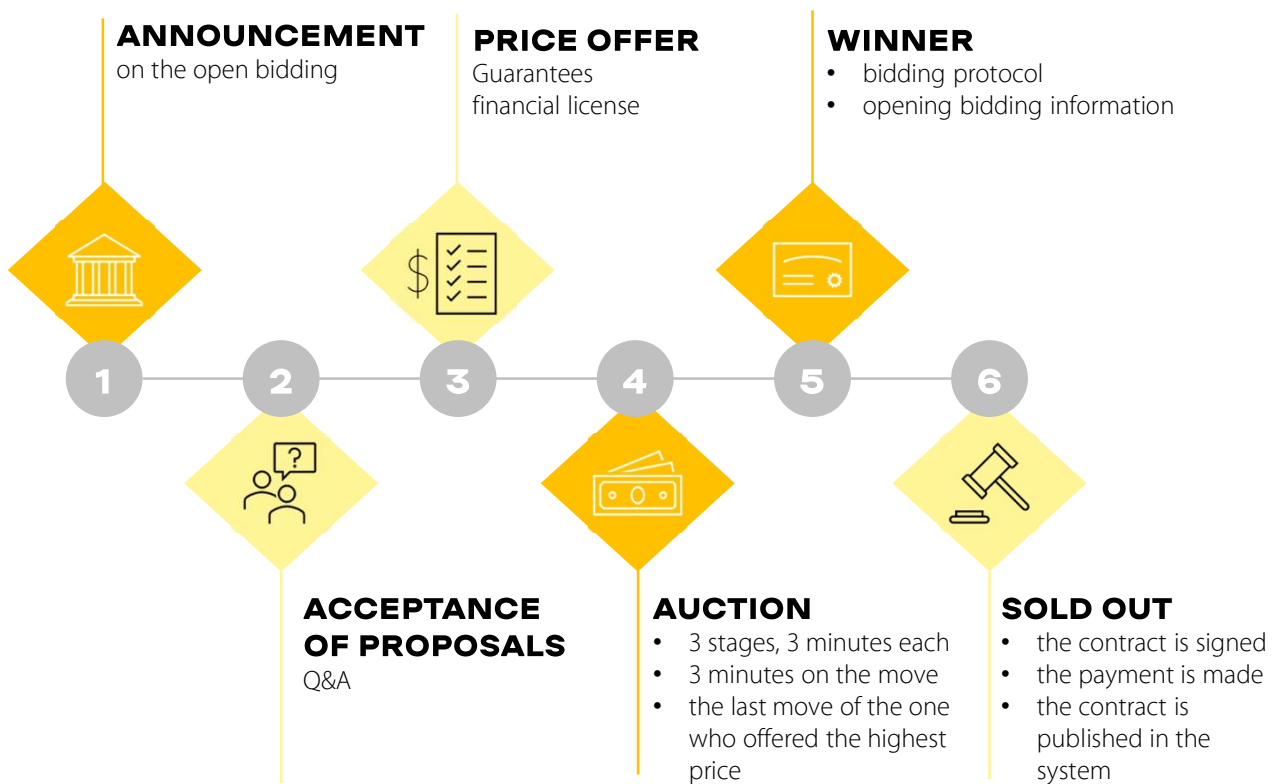 ANNOUNCEMENT
on the open bidding
PRICE OFFER
Guarantees
financial license
WINNER
• bidding protocol
• opening bidding information
$
1
2
3
4
5
6
?
ACCEPTANCE
OF PROPOSALS
Q&A
AUCTION
• 3 stages, 3 minutes each
• 3 minutes on the move
• the last move of the one
who offered the highest
price
SOLD OUT
• the contract is signed
• the payment is made
• the contract is
published in the
system